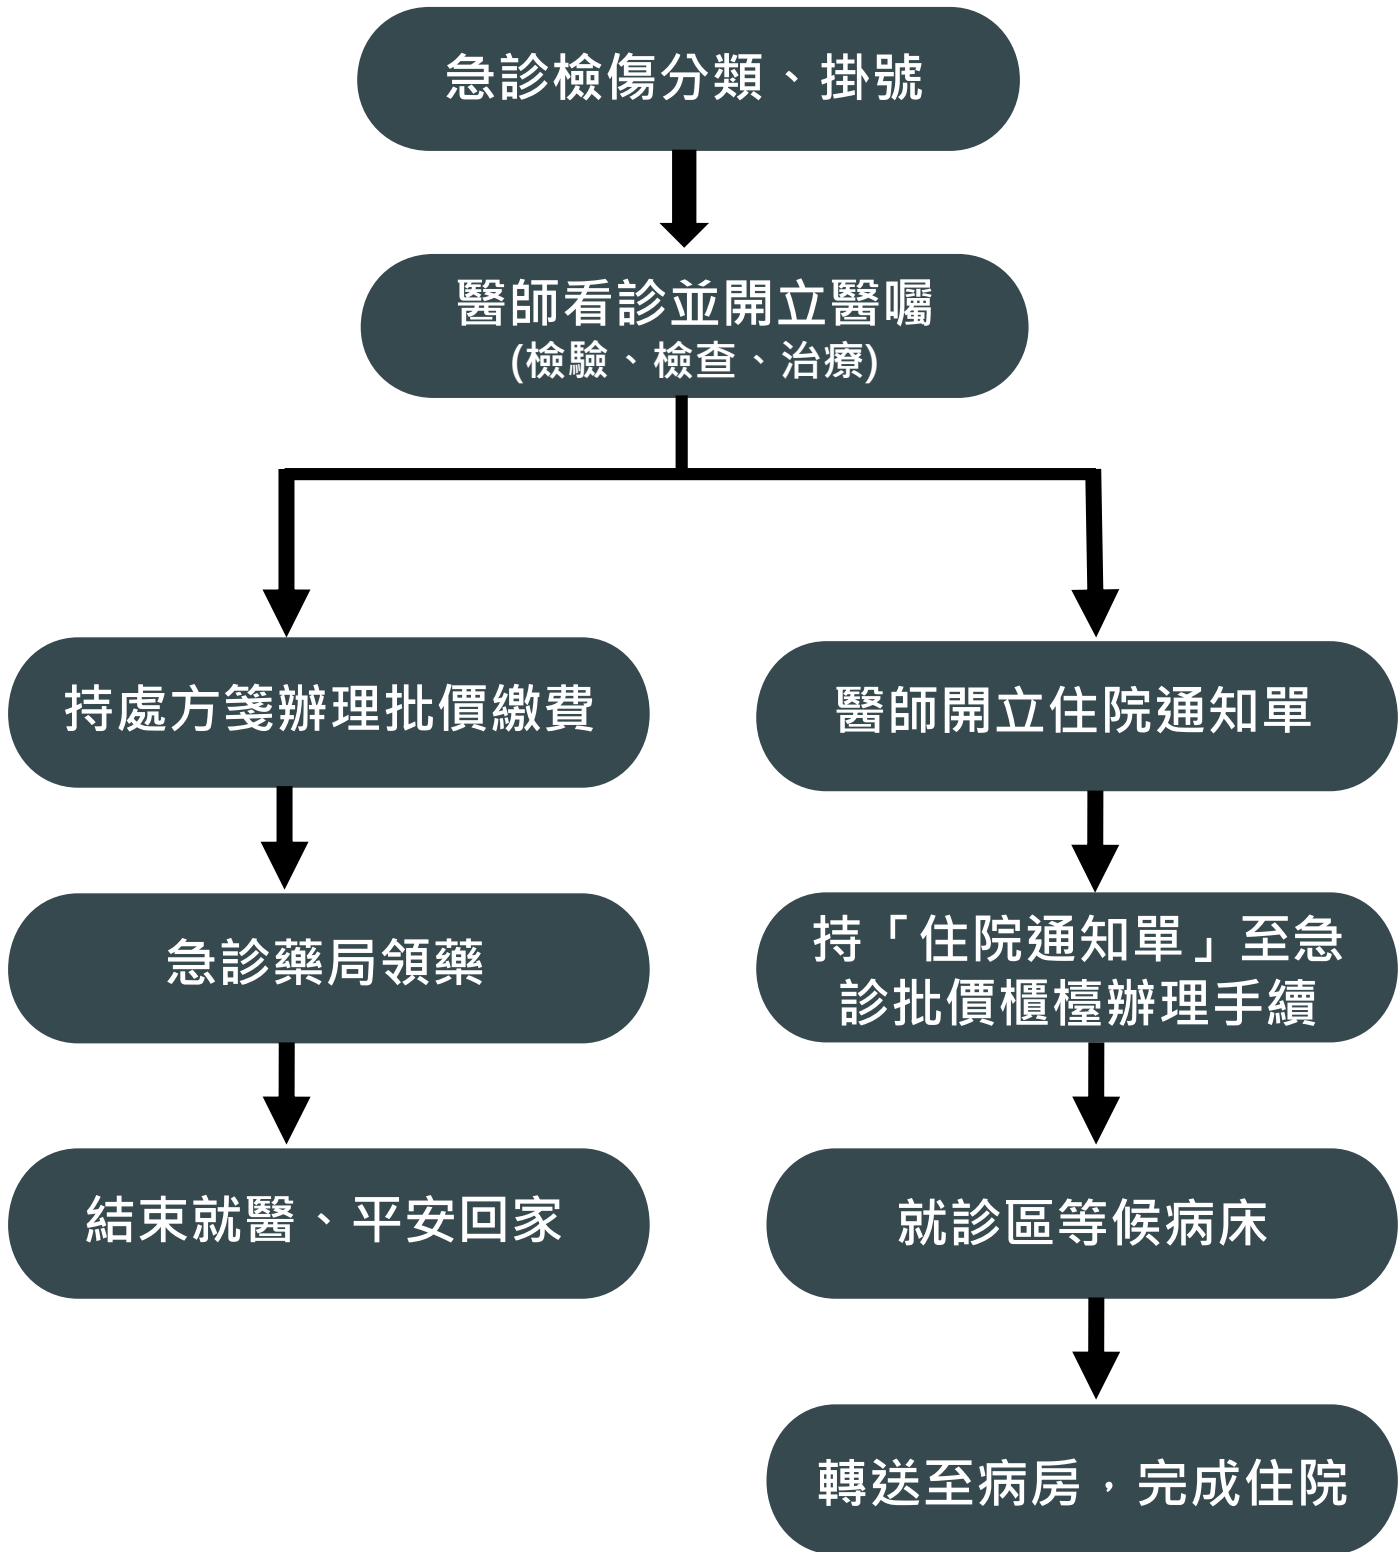 急診檢傷分類、掛號
醫師看診並開立醫囑
(檢驗、檢查、治療)
持處方箋辦理批價繳費
急診藥局領藥
結束就醫、平安回家
醫師開立住院通知單
持「住院通知單」至急
診批價櫃檯辦理手續
就診區等候病床
轉送至病房，完成住院